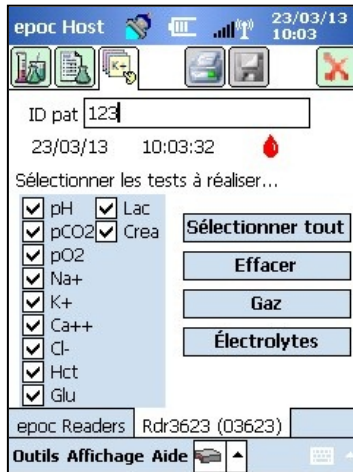 epoc Host 23/03/13
10:03
K+
ID pat 123
23/03/13 10:03:32
Sélectionner les tests à réaliser...
pH Lac
pCO2 Crea
pO2
Na+
K+
Ca++
Cl-
Hct
Glu
Sélectionner tout
Effacer
Gaz
Électrolytes
epoc Readers Rdr3623 (03623)
Outils Affichage Aide